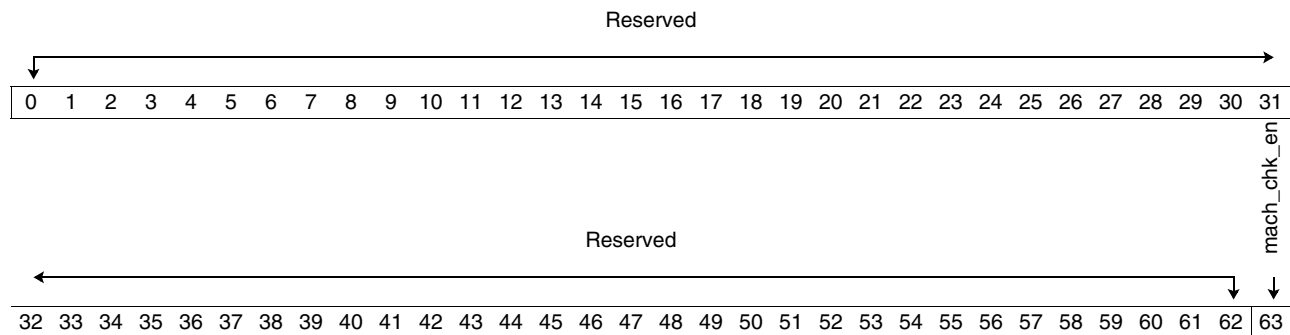 Reserved
0 1 2 3 4 5 6 7 8 9 10 11 12 13 14 15 16 17 18 19 20 21 22 23 24 25 26 27 28 29 30 31
mach_chk_en
Reserved
32 33 34 35 36 37 38 39 40 41 42 43 44 45 46 47 48 49 50 51 52 53 54 55 56 57 58 59 60 61 62 63